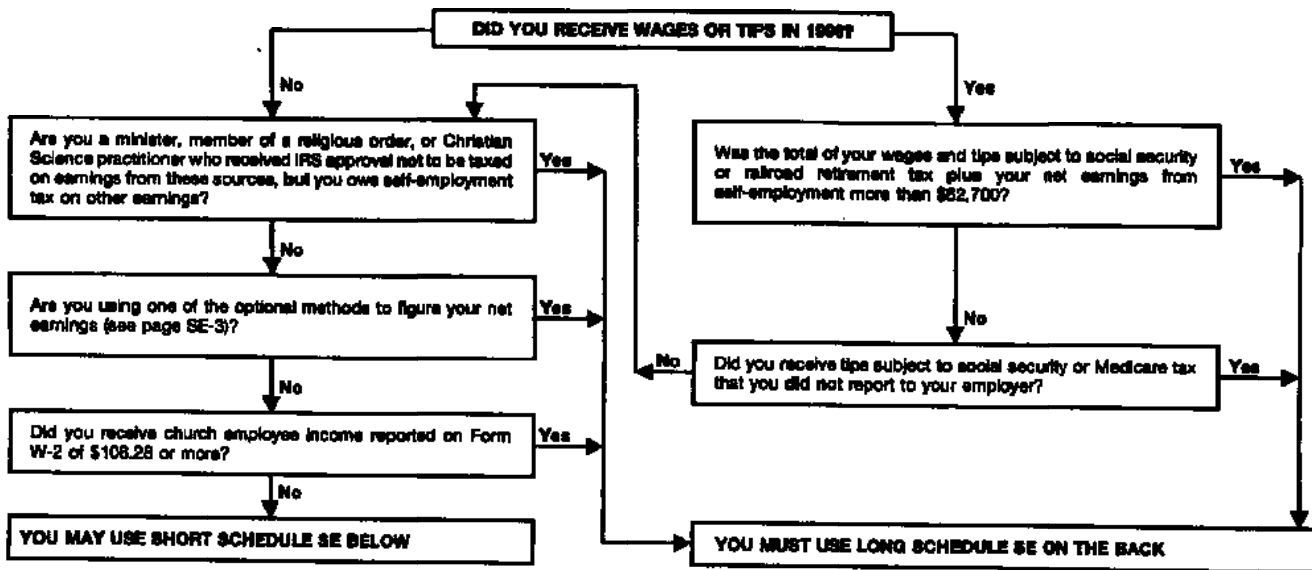 DID YOU RECEIVE WAGES OR TIPS IN 1996?
No
Yes
Are you a minister, member of a religious order, or Christian
Science practitioner who received IRS approval not to be taxed
on earnings from these sources, but you owe self-employment
tax on other earnings?
Yes
Was the total of your wages and tips subject to social security
or railroad retirement tax plus your net earnings from
self-employment more than $62,700?
Yes
No
No
Are you using one of the optional methods to figure your net
earnings (see page SE-3)?
Yes
No
Did you receive tips subject to social security or Medicare tax
that you did not report to your employer?
No
Yes
Did you receive church employee income reported on Form
W-2 of $108.28 or more?
Yes
No
YOU MAY USE SHORT SCHEDULE SE BELOW
YOU MUST USE LONG SCHEDULE SE ON THE BACK